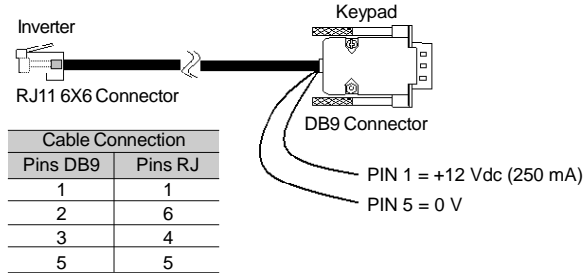 Keypad
Inverter
RJ11 6X6 Connector
DB9 Connector
Cable Connection
Pins DB9 Pins RJ
1 1
2 6
3 4
5 5
PIN 1 = +12 Vdc (250 mA)
PIN 5 = 0 V